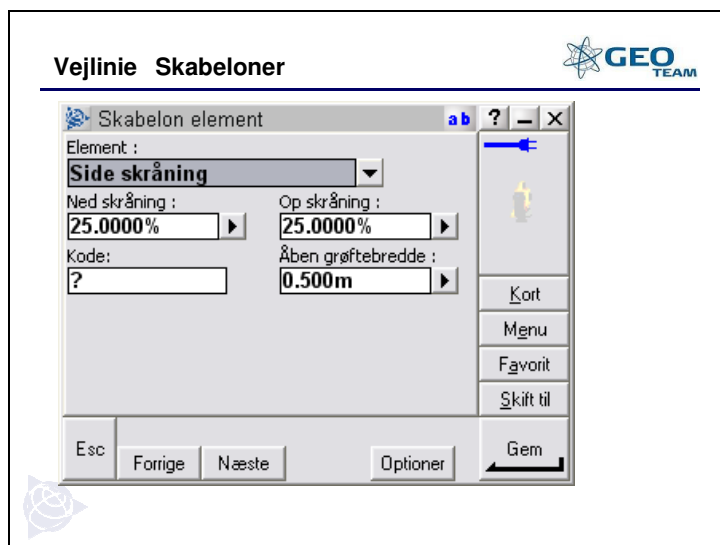 Vejlinie Skabeloner
GEO
TEAM
Skabelon element
ab ? – X
Element :
Side skråning
Ned skråning : Op skråning :
25.0000% 25.0000%
Kode: Åben grøftebredde :
? 0.500m
Kort
Menu
Favorit
Skift til
Esc Forrige Næste Optioner Gem